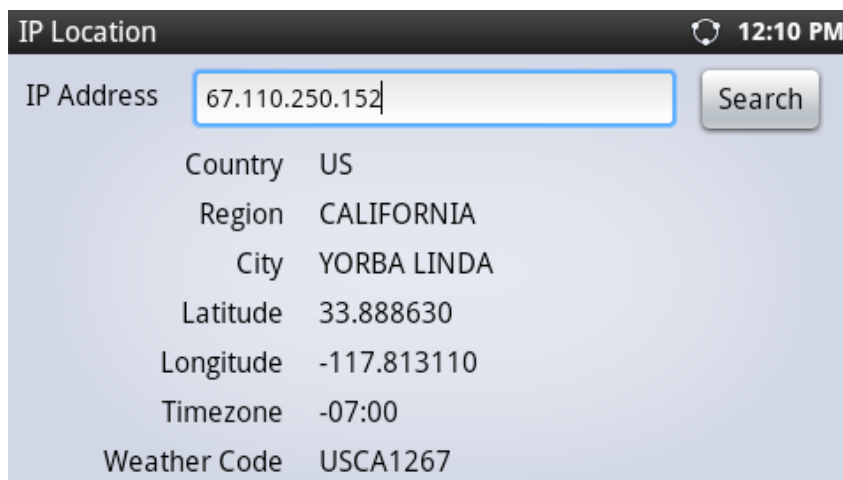 IP Location 12:10 PM
IP Address 67.110.250.152 Search
Country US
Region CALIFORNIA
City YORBA LINDA
Latitude 33.888630
Longitude -117.813110
Timezone -07:00
Weather Code USCA1267